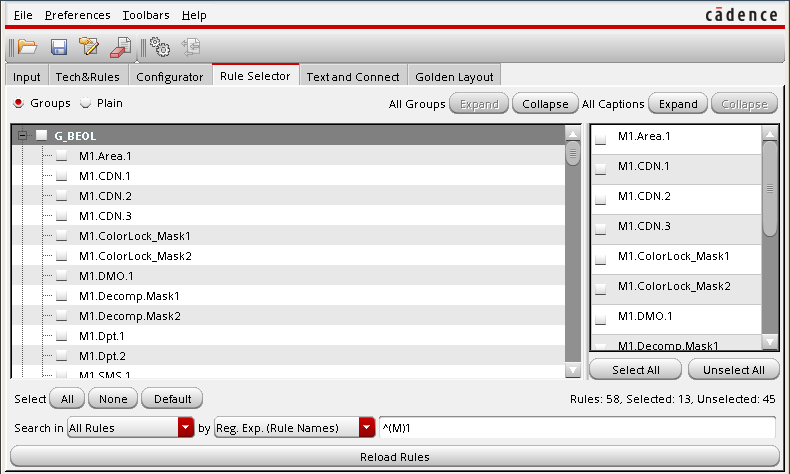 File Preferences Toolbars Help
cādence
Input Tech&Rules Configurator Rule Selector Text and Connect Golden Layout
Groups Plain All Groups Expand Collapse All Captions Expand Collapse
G_BEOL
M1.Area.1
M1.CDN.1
M1.CDN.2
M1.CDN.3
M1.ColorLock_Mask1
M1.ColorLock_Mask2
M1.DMO.1
M1.Decomp.Mask1
M1.Decomp.Mask2
M1.Dpt.1
M1.Dpt.2
M1.SMS.1
M1.Area.1
M1.CDN.1
M1.CDN.2
M1.CDN.3
M1.ColorLock_Mask1
M1.ColorLock_Mask2
M1.DMO.1
M1.Decomp.Mask1
Select All Unselect All
Select All None Default
Rules: 58, Selected: 13, Unselected: 45
Search in All Rules by Reg. Exp. (Rule Names) ^(M)1
Reload Rules